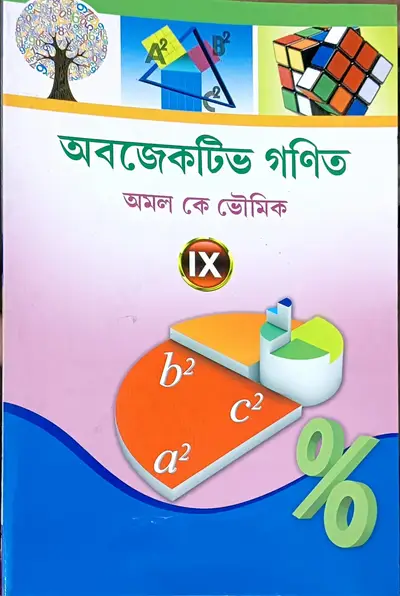 A²
B²
C²
অবজেকটিভ গণিত
অমল কে ভৌমিক
IX
b²
c²
a²
%